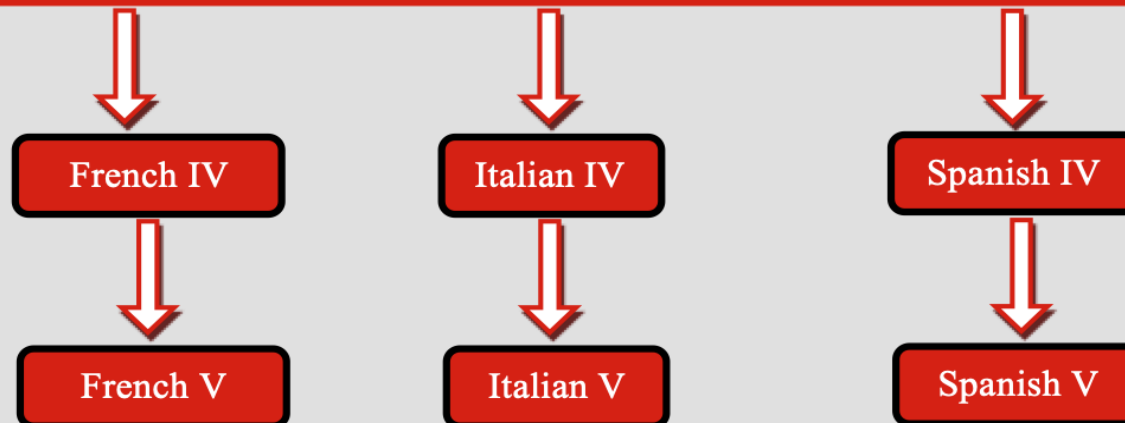 French IV
Italian IV
Spanish IV
French V
Italian V
Spanish V